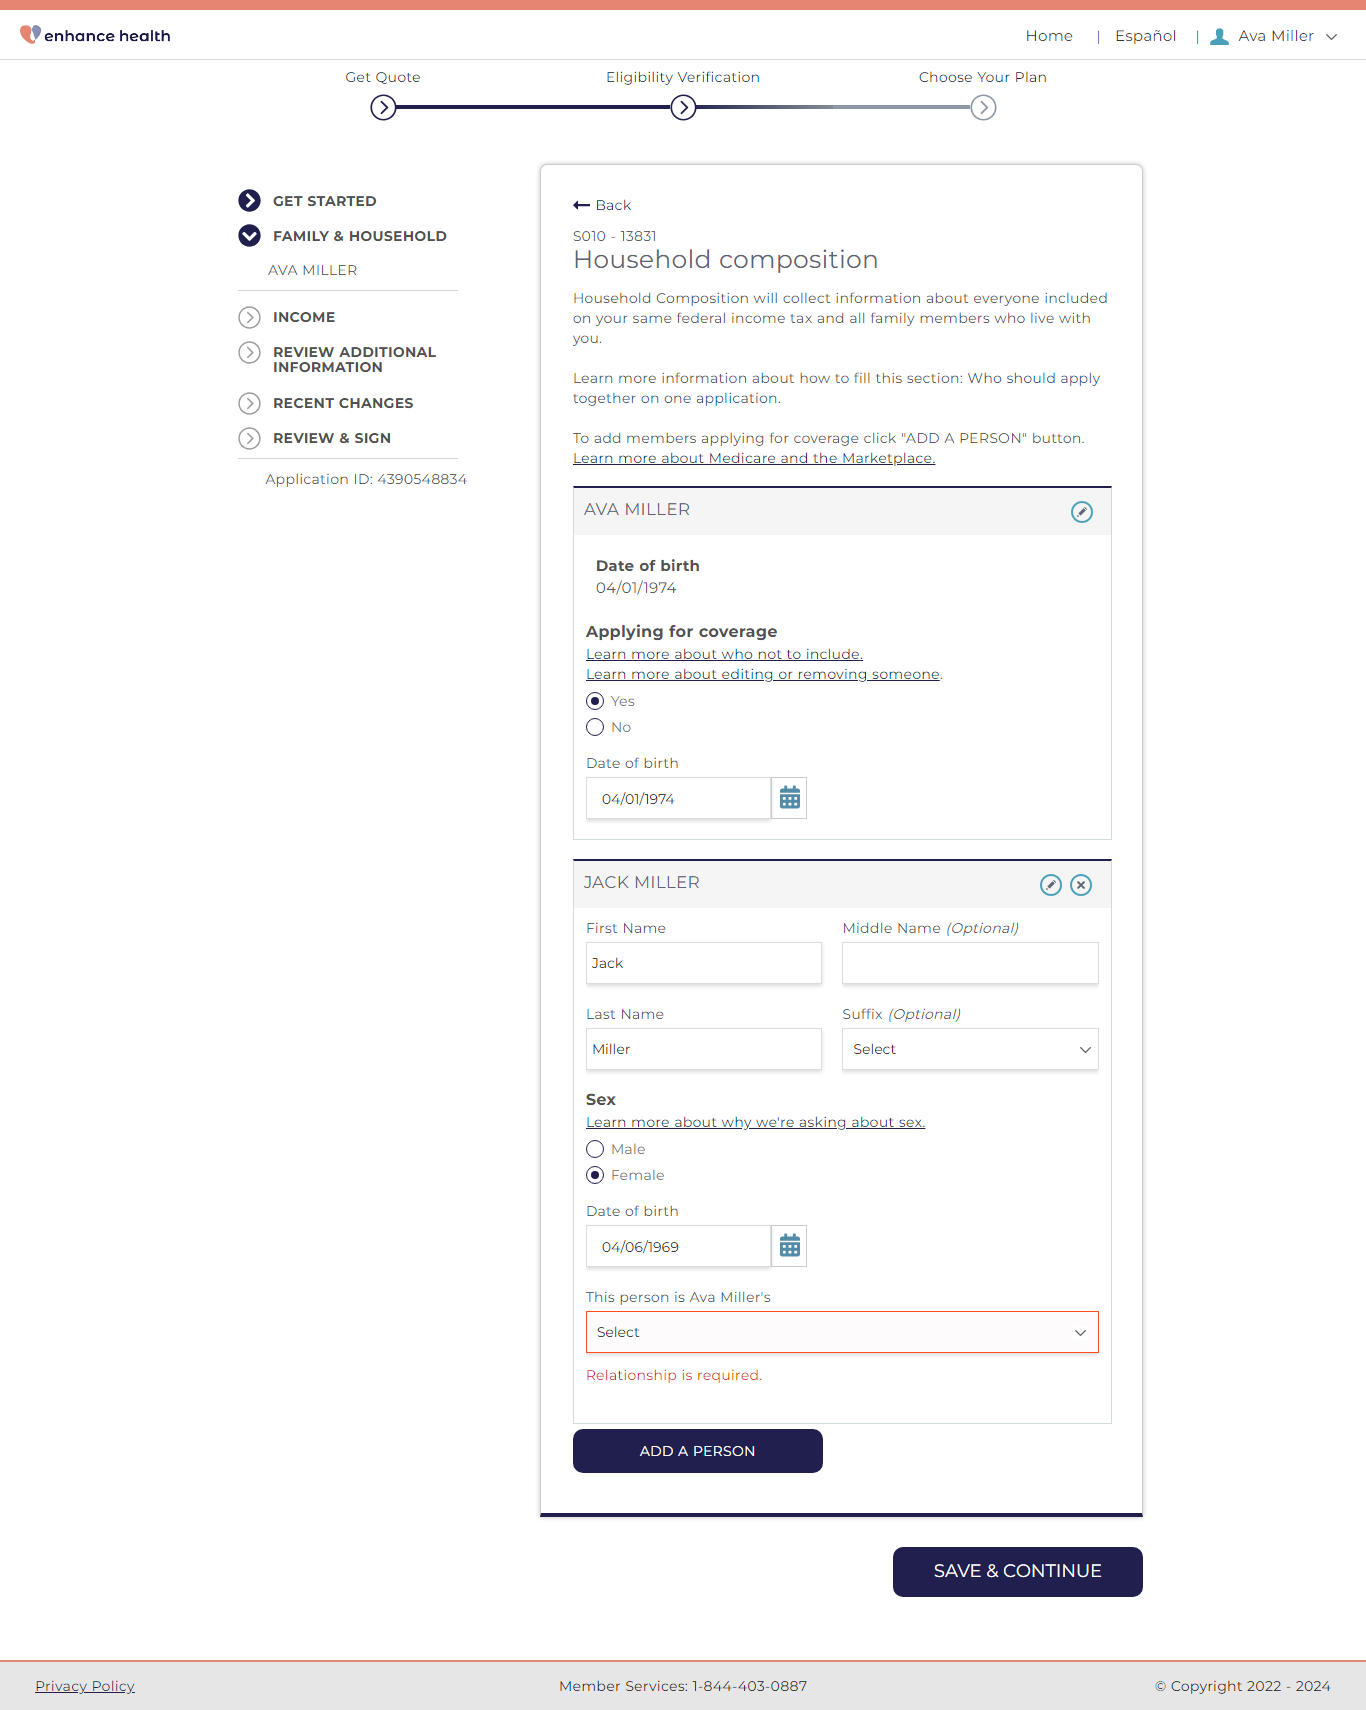 enhance health
Home | Español | Ava Miller
Get Quote
Eligibility Verification
Choose Your Plan
GET STARTED
FAMILY & HOUSEHOLD
AVA MILLER
INCOME
REVIEW ADDITIONAL
INFORMATION
RECENT CHANGES
REVIEW & SIGN
Application ID: 4390548834
Back
S010 - 13831
Household composition
Household Composition will collect information about everyone included
on your same federal income tax and all family members who live with
you.
Learn more information about how to fill this section: Who should apply
together on one application.
To add members applying for coverage click "ADD A PERSON" button.
Learn more about Medicare and the Marketplace.
AVA MILLER
Date of birth
04/01/1974
Applying for coverage
Learn more about who not to include.
Learn more about editing or removing someone.
Yes
No
Date of birth
04/01/1974
JACK MILLER
First Name
Middle Name (Optional)
Jack
Last Name
Suffix (Optional)
Miller
Select
Sex
Learn more about why we're asking about sex.
Male
Female
Date of birth
04/06/1969
This person is Ava Miller's
Select
Relationship is required.
ADD A PERSON
SAVE & CONTINUE
Privacy Policy
Member Services: 1-844-403-0887
© Copyright 2022 - 2024